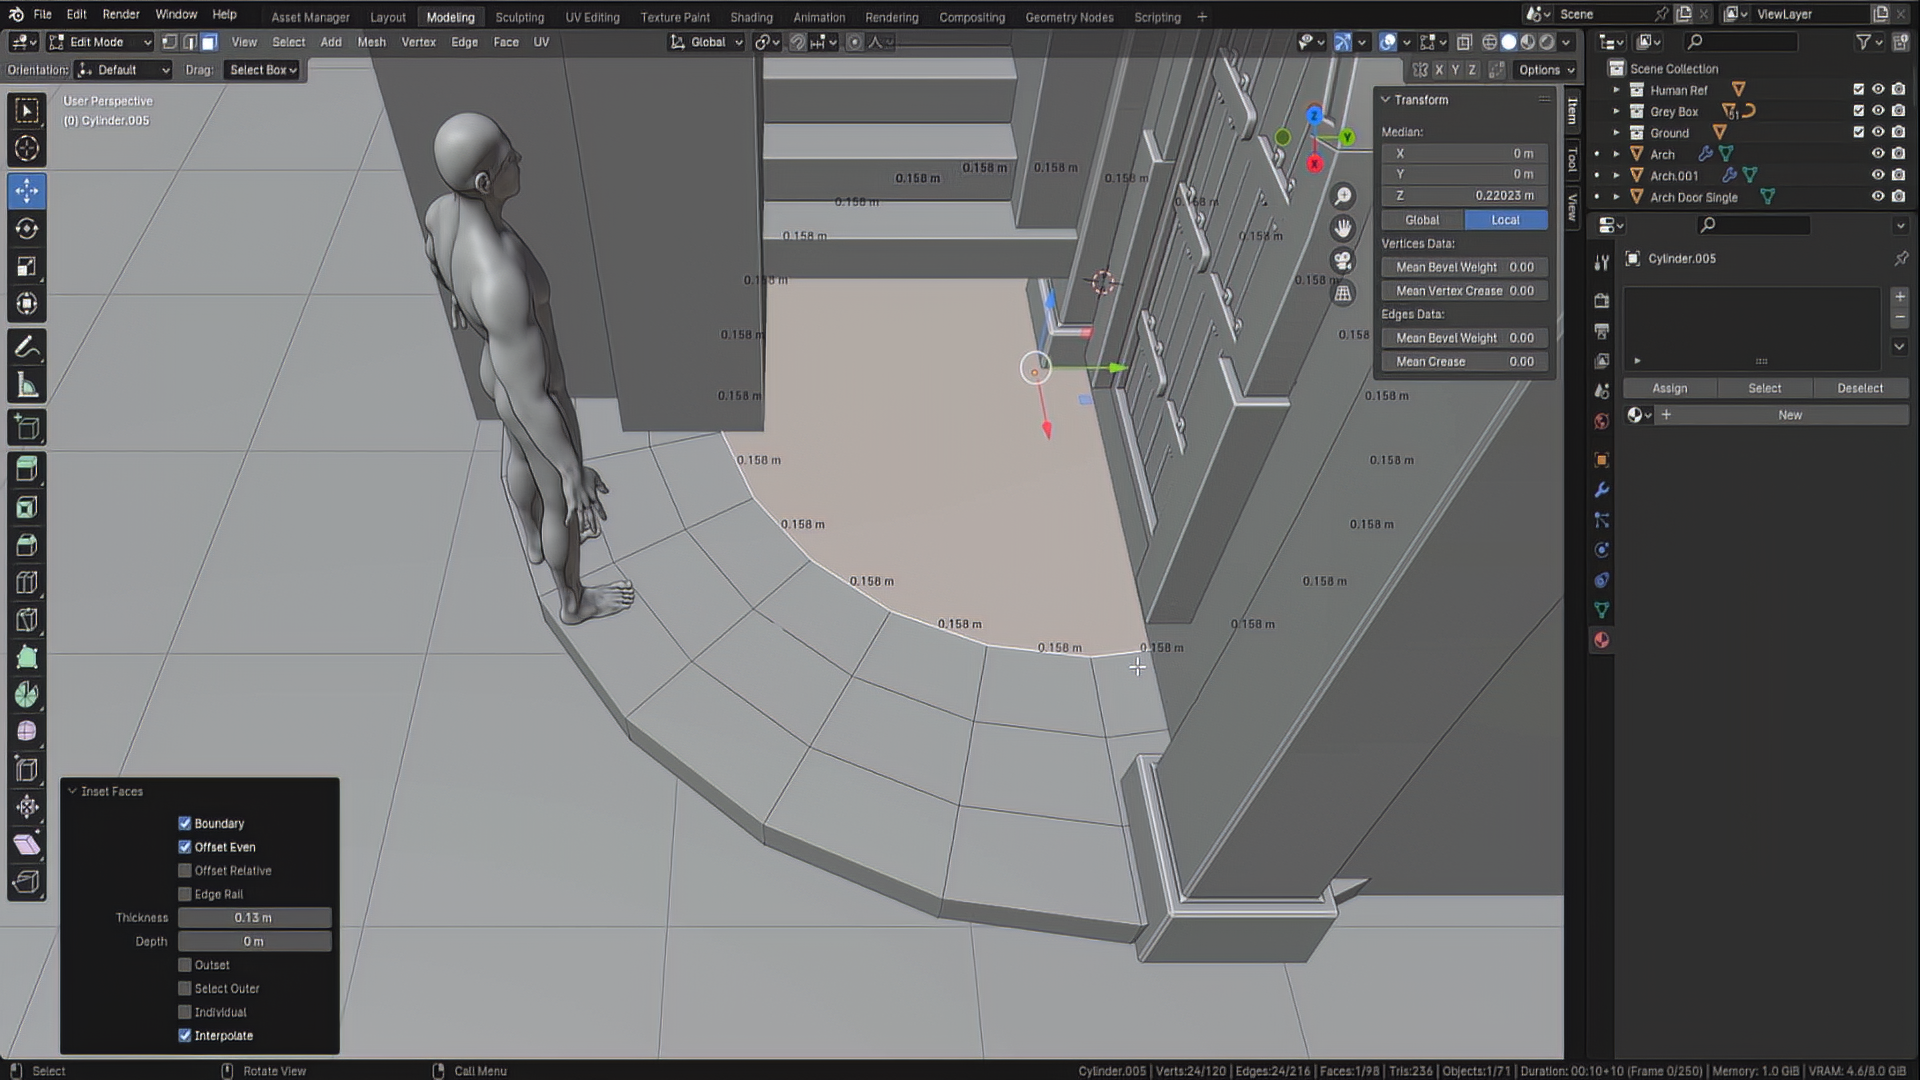 File Edit Render Window Help
Asset Manager Layout Modeling Sculpting UV Editing Texture Paint Shading Animation Rendering Compositing Geometry Nodes Scripting +
Scene
ViewLayer
Edit Mode View Select Add Mesh Vertex Edge Face UV
Global
Orientation: Default Drag: Select Box
X Y Z Options
User Perspective
(0) Cylinder.005
Transform
Median:
X 0 m
Y 0 m
Z 0.22023 m
Global Local
Vertices Data:
Mean Bevel Weight 0.00
Mean Vertex Crease 0.00
Edges Data:
Mean Bevel Weight 0.00
Mean Crease 0.00
Item
Tool
View
Z
Y
X
0.158 m
0.158 m
0.158 m
0.158 m
0.158 m
0.158 m
0.158 m
0.158 m
0.158 m
0.158 m
0.158 m
0.158 m
0.158
0.158 m
0.158 m
0.158 m
0.158 m
0.158 m
0.158 m
0.158 m
0.158 m
0.158 m
0.158 m
0.158 m
0.158 m
Scene Collection
Human Ref
Grey Box 51
Ground
Arch
Arch.001
Arch Door Single
Cylinder.005
Assign Select Deselect
+ New
Inset Faces
Boundary
Offset Even
Offset Relative
Edge Rail
Thickness 0.13 m
Depth 0 m
Outset
Select Outer
Individual
Interpolate
Select Rotate View Call Menu
Cylinder.005 | Verts:24/120 | Edges:24/216 | Faces:1/98 | Tris:236 | Objects:1/71 | Duration: 00:10+10 (Frame 0/250) | Memory: 1.0 GiB | VRAM: 4.6/8.0 GiB